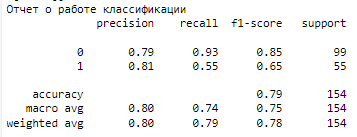 Отчет о работе классификации
precision recall f1-score support
0 0.79 0.93 0.85 99
1 0.81 0.55 0.65 55
accuracy 0.79 154
macro avg 0.80 0.74 0.75 154
weighted avg 0.80 0.79 0.78 154